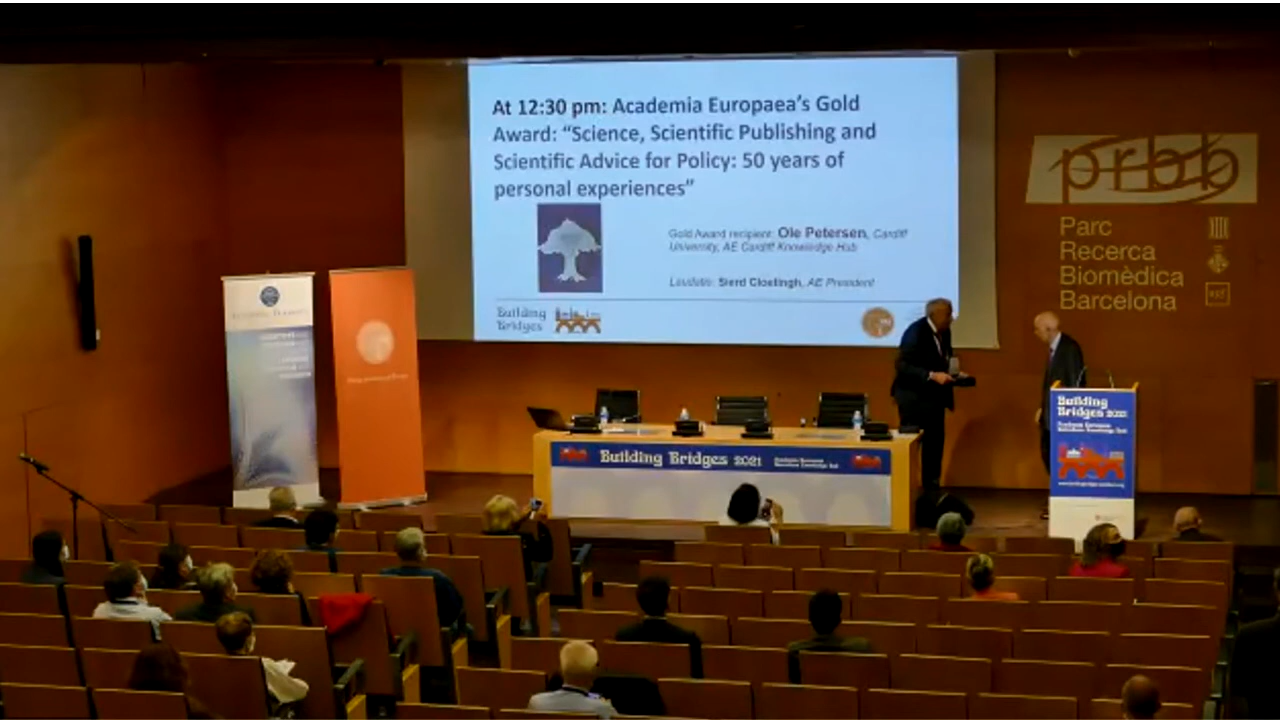 At 12:30 pm: Academia Europaea's Gold
Award: “Science, Scientific Publishing and
Scientific Advice for Policy: 50 years of
personal experiences”
Gold Award recipient: Ole Petersen, Cardiff
University, AE Cardiff Knowledge Hub
Laudatio: Sierd Cloetingh, AE President
Building
Bridges
prbb
Parc
Recerca
Biomèdica
Barcelona
Building Bridges 2021
Building
Bridges 2021